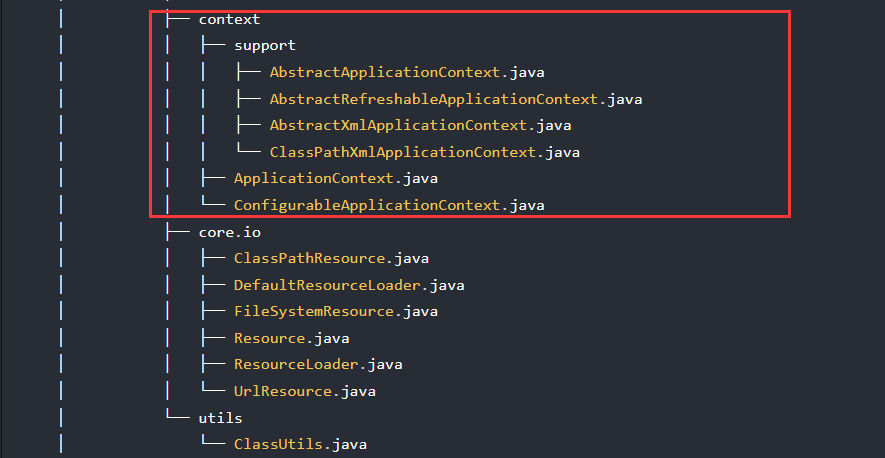 ├── context
│   ├── support
│   │   ├── AbstractApplicationContext.java
│   │   ├── AbstractRefreshableApplicationContext.java
│   │   ├── AbstractXmlApplicationContext.java
│   │   └── ClassPathXmlApplicationContext.java
│   ├── ApplicationContext.java
│   └── ConfigurableApplicationContext.java
├── core.io
│   ├── ClassPathResource.java
│   ├── DefaultResourceLoader.java
│   ├── FileSystemResource.java
│   ├── Resource.java
│   ├── ResourceLoader.java
│   └── UrlResource.java
└── utils
    └── ClassUtils.java